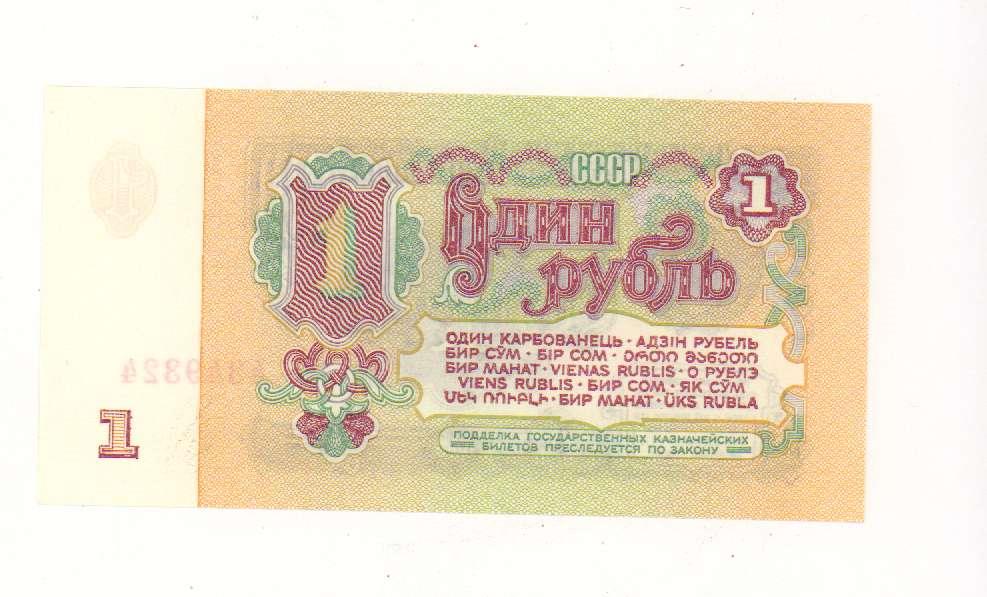 СССР
1
Один
рубль
1
ОДИН КАРБОВАНЕЦЬ · АДЗІН РУБЕЛЬ
БИР СЎМ · БІР СОМ · ᲔᲠᲗᲘ ᲛᲐᲜᲔᲗᲘ
БИР МАНАТ · VIENAS RUBLIS · О РУБЛЭ
VIENS RUBLIS · БИР СОМ · ЯК СЎМ
ՄԵԿ ՌՈՒԲԼԻ · БИР МАНАТ · ÜKS RUBLA
ПОДДЕЛКА ГОСУДАРСТВЕННЫХ КАЗНАЧЕЙСКИХ
БИЛЕТОВ ПРЕСЛЕДУЕТСЯ ПО ЗАКОНУ
1